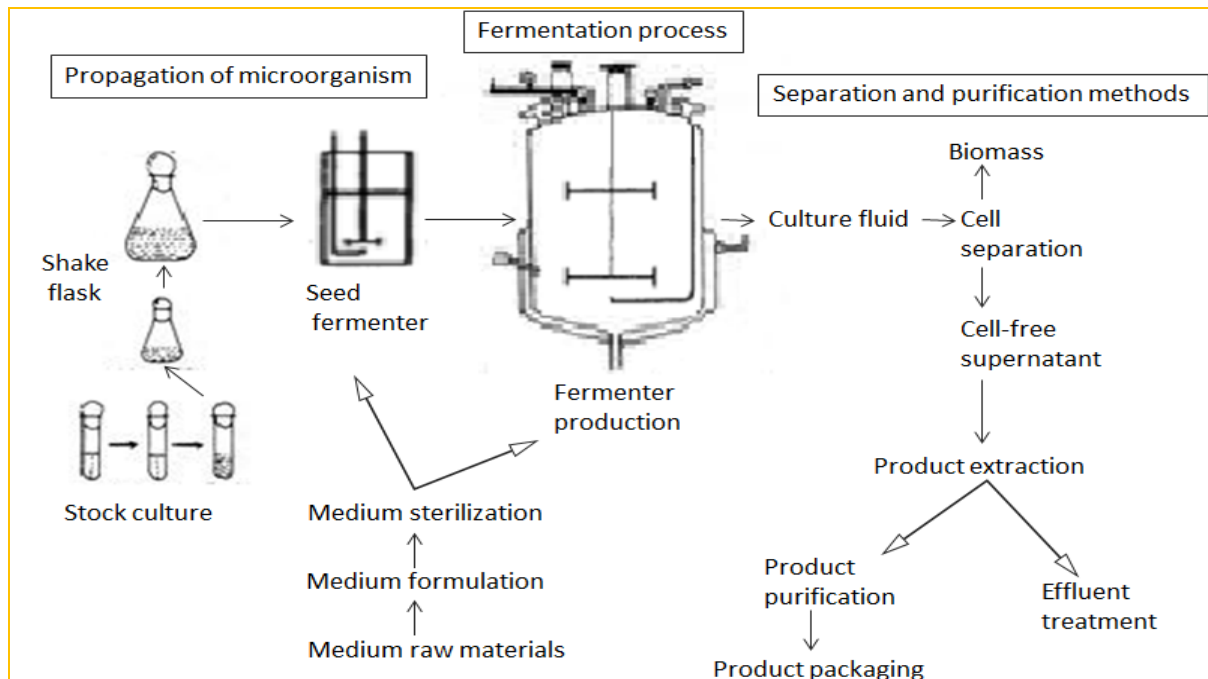 Fermentation process
Propagation of microorganism
Separation and purification methods
Biomass
Culture fluid
Cell
separation
Shake
flask
Seed
fermenter
Cell-free
supernatant
Fermenter
production
Product extraction
Stock culture
Medium sterilization
Medium formulation
Medium raw materials
Product
purification
Effluent
treatment
Product packaging